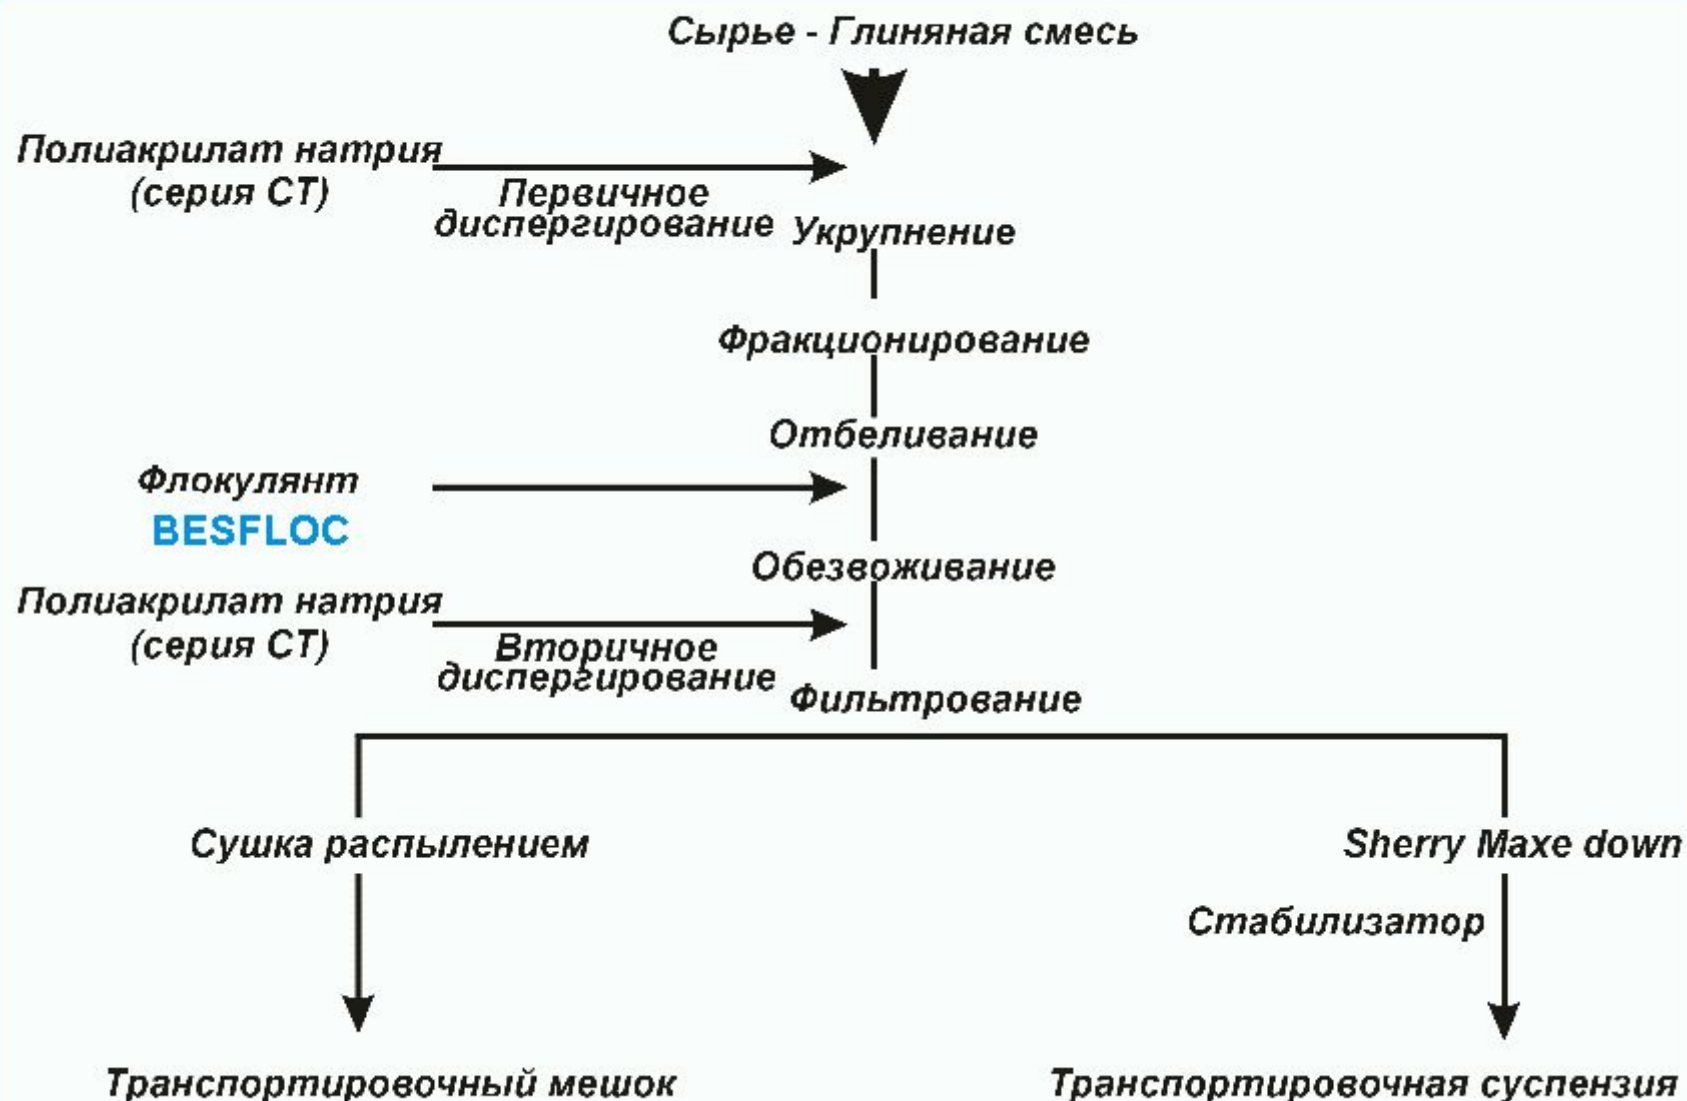 Сырье - Глиняная смесь
Полиакрилат натрия
(серия СТ)
Первичное
диспергирование
Укрупнение
Фракционирование
Отбеливание
Флокулянт
BESFLOC
Обезвоживание
Полиакрилат натрия
(серия СТ)
Вторичное
диспергирование
Фильтрование
Сушка распылением
Sherry Maxe down
Стабилизатор
Транспортировочный мешок
Транспортировочная суспензия